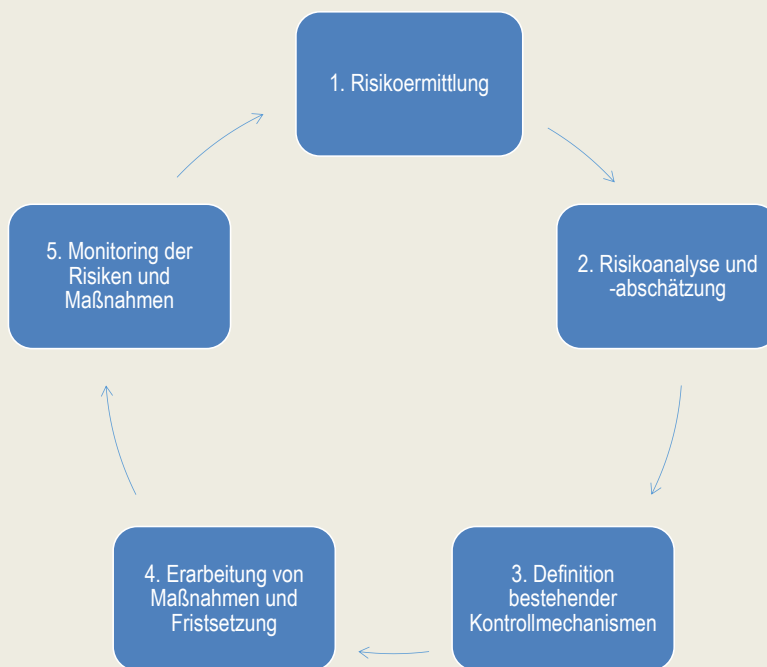 1. Risikoermittlung
2. Risikoanalyse und
-abschätzung
3. Definition
bestehender
Kontrollmechanismen
4. Erarbeitung von
Maßnahmen und
Fristsetzung
5. Monitoring der
Risiken und
Maßnahmen